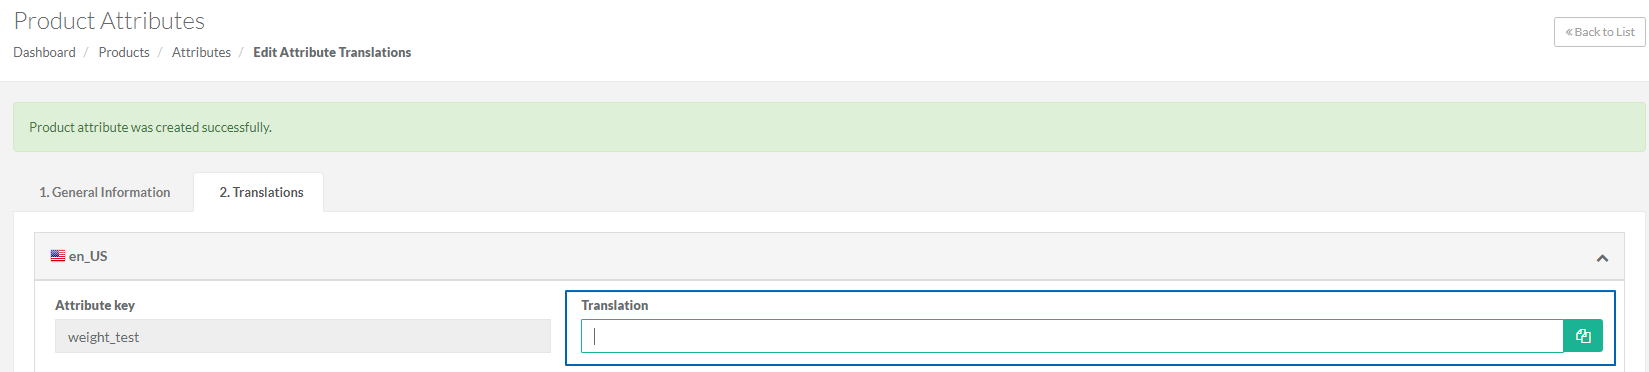 Product Attributes
Dashboard / Products / Attributes / Edit Attribute Translations
« Back to List
Product attribute was created successfully.
1. General Information
2. Translations
en_US
Attribute key
Translation
weight_test